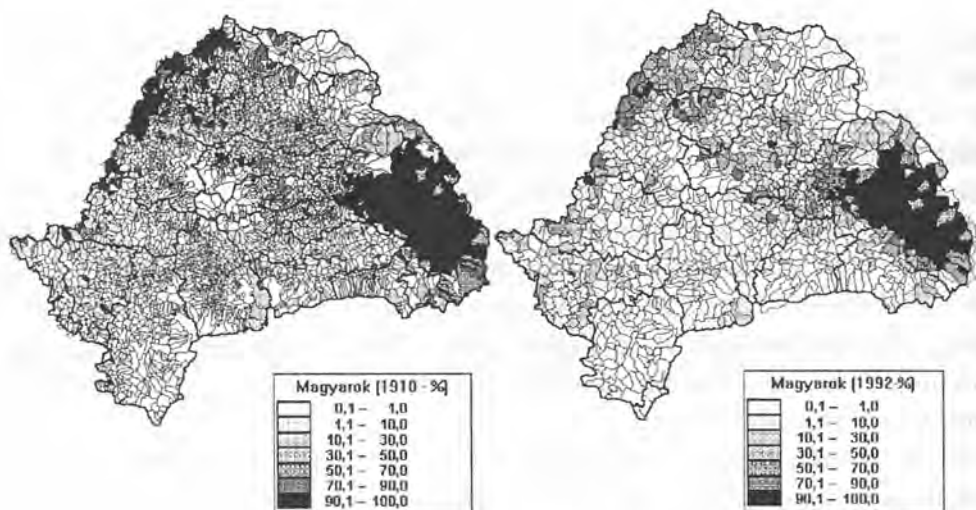 Magyarok (1910 - %)
0,1 – 1,0
1,1 – 10,0
10,1 – 30,0
30,1 – 50,0
50,1 – 70,0
70,1 – 90,0
90,1 – 100,0
Magyarok (1992-%)
0,1 – 1,0
1,1 – 10,0
10,1 – 30,0
30,1 – 50,0
50,1 – 70,0
70,1 – 90,0
90,1 – 100,0